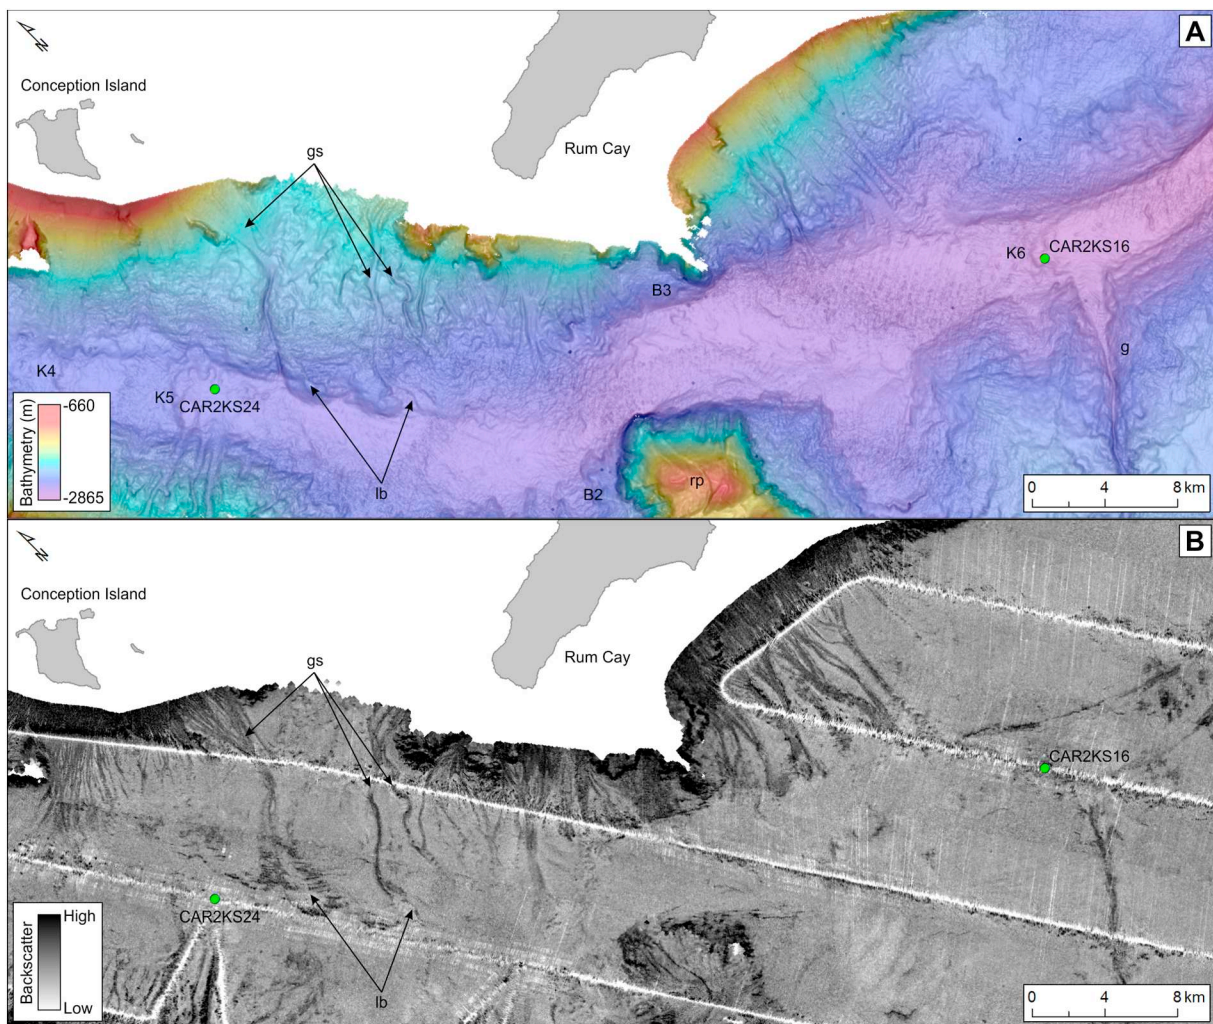 A
N
Conception Island
gs
Rum Cay
K6
CAR2KS16
B3
g
K4
K5
CAR2KS24
Bathymetry (m)
-660
-2865
lb
B2
rp
0 4 8 km
B
N
Conception Island
gs
Rum Cay
CAR2KS16
CAR2KS24
Backscatter
High
Low
lb
0 4 8 km